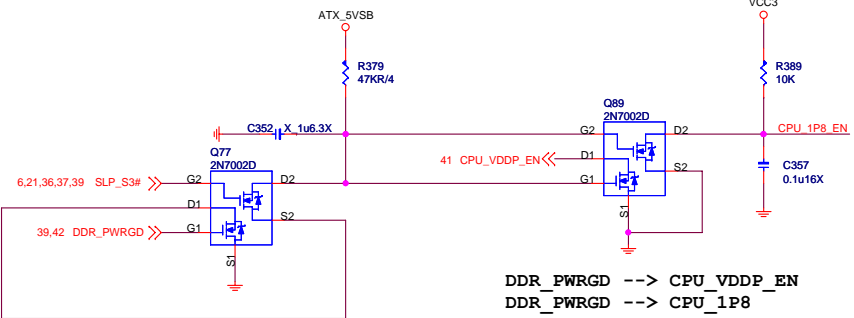 ATX_5VSB
VCC3
R379
47KR/4
R389
10K
Q89
2N7002D
C352 X_1u6.3X
G2
D2
CPU_1P8_EN
Q77
2N7002D
41 CPU_VDDP_EN
D1
S2
C357
0.1u16X
6,21,36,37,39 SLP_S3#
G2
D2
G1
D1
S2
S1
39,42 DDR_PWRGD
G1
S1
DDR_PWRGD --> CPU_VDDP_EN
DDR_PWRGD --> CPU_1P8